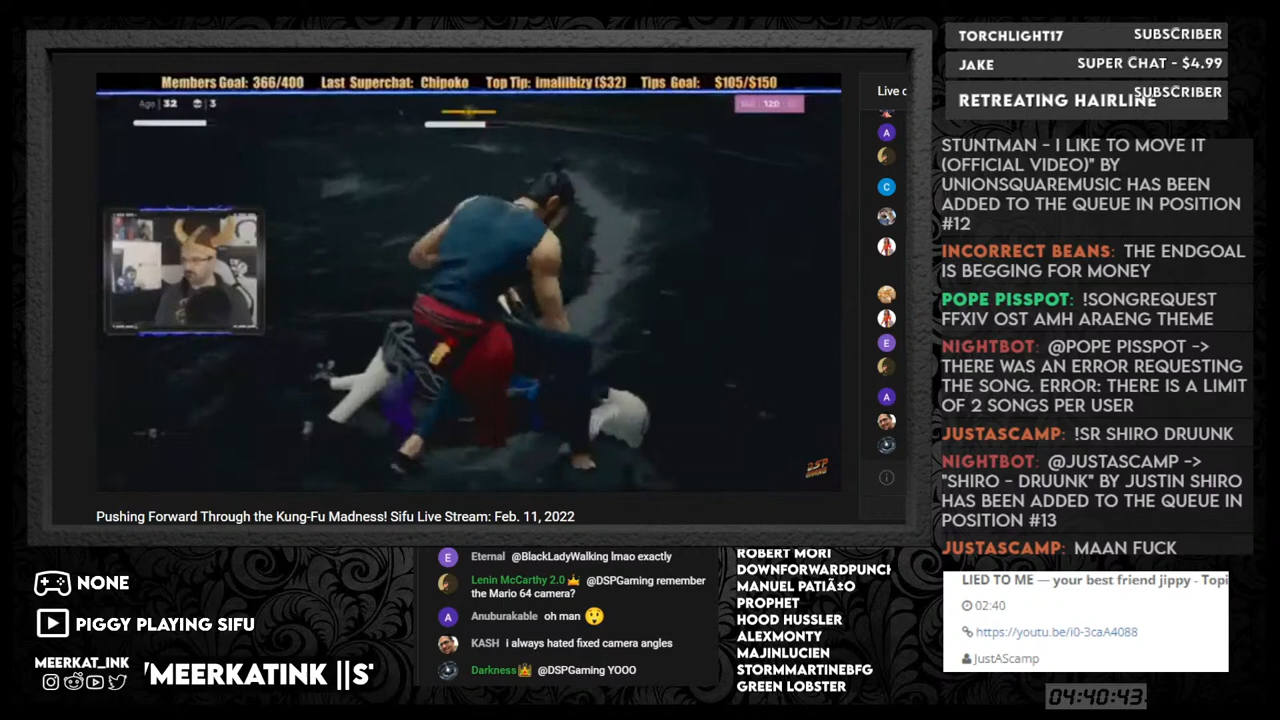 Members Goal: 366/400 Last Superchat: Chipoko Top Tip: imalilbizy ($32) Tips Goal: $105/$150
Age 32 3
120
Live c
DSP GAMING
Pushing Forward Through the Kung-Fu Madness! Sifu Live Stream: Feb. 11, 2022
TORCHLIGHT17 SUBSCRIBER
JAKE SUPER CHAT - $4.99
RETREATING HAIRLINE SUBSCRIBER
STUNTMAN - I LIKE TO MOVE IT
(OFFICIAL VIDEO)" BY
UNIONSQUAREMUSIC HAS BEEN
ADDED TO THE QUEUE IN POSITION
#12
INCORRECT BEANS: THE ENDGOAL
IS BEGGING FOR MONEY
POPE PISSPOT: !SONGREQUEST
FFXIV OST AMH ARAENG THEME
NIGHTBOT: @POPE PISSPOT ->
THERE WAS AN ERROR REQUESTING
THE SONG. ERROR: THERE IS A LIMIT
OF 2 SONGS PER USER
JUSTASCAMP: !SR SHIRO DRUUNK
NIGHTBOT: @JUSTASCAMP ->
"SHIRO - DRUUNK" BY JUSTIN SHIRO
HAS BEEN ADDED TO THE QUEUE IN
POSITION #13
JUSTASCAMP: MAAN FUCK
NONE
PIGGY PLAYING SIFU
MEERKAT_INK
'MEERKATINK ||S'
E Eternal @BlackLadyWalking lmao exactly
Lenin McCarthy 2.0 @DSPGaming remember
the Mario 64 camera?
A Anuburakable oh man
KASH i always hated fixed camera angles
Darkness @DSPGaming YOOO
ROBERT MORI
DOWNFORWARDPUNCH
MANUEL PATIÃ±O
PROPHET
HOOD HUSSLER
ALEXMONTY
MAJINLUCIEN
STORMMARTINEBFG
GREEN LOBSTER
LIED TO ME — your best friend jippy - Topi
02:40
https://youtu.be/i0-3caA4088
JustAScamp
04:40:43